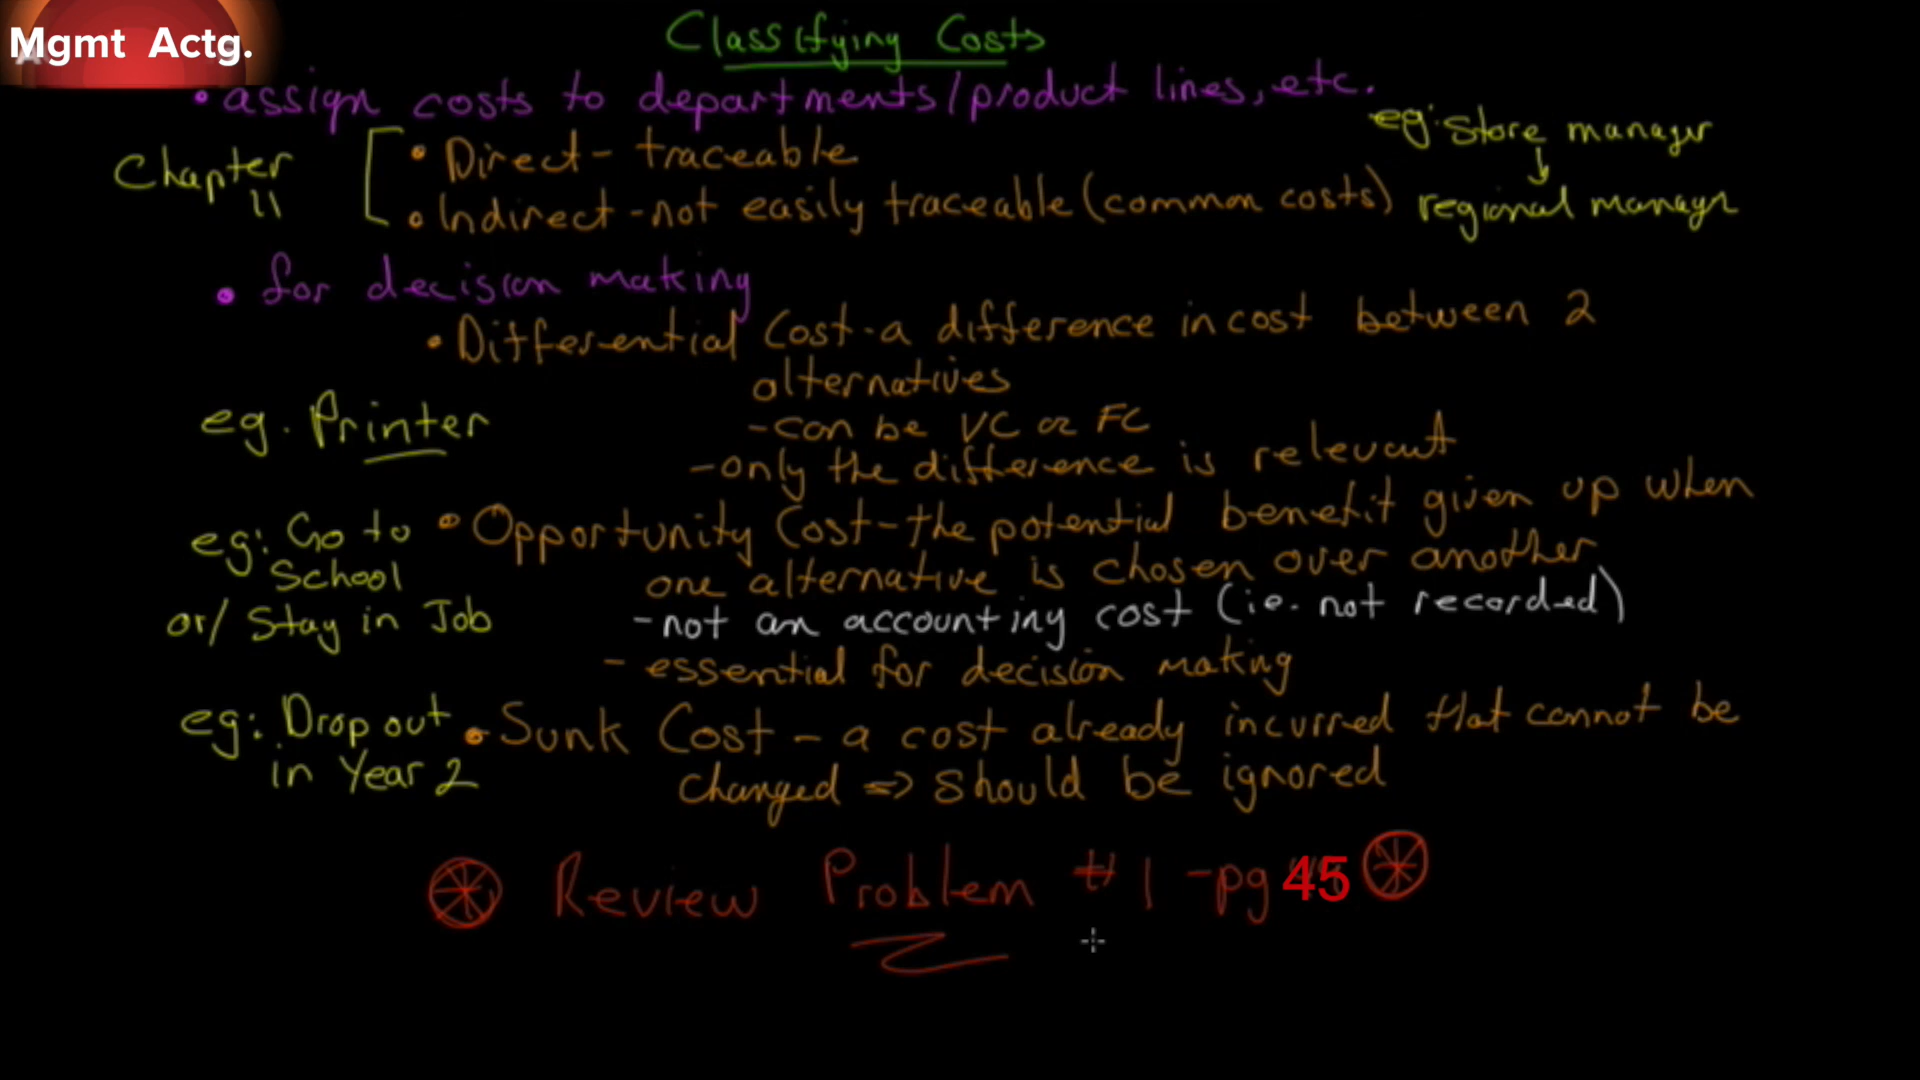 Mgmt Actg.
Classifying Costs
• assign costs to departments/product lines, etc.
eg: Store manager
Chapter 11
• Direct - traceable
• Indirect - not easily traceable (common costs)
regional manager
• for decision making
• Differential Cost - a difference in cost between 2
alternatives
eg. Printer
- can be VC or FC
- only the difference is relevant
eg: Go to
School
or/ Stay in Job
• Opportunity Cost - the potential benefit given up when
one alternative is chosen over another
- not an accounting cost (ie. not recorded)
- essential for decision making
eg: Drop out
in Year 2
• Sunk Cost - a cost already incurred that cannot be
changed => should be ignored
Review Problem #1 - pg 45